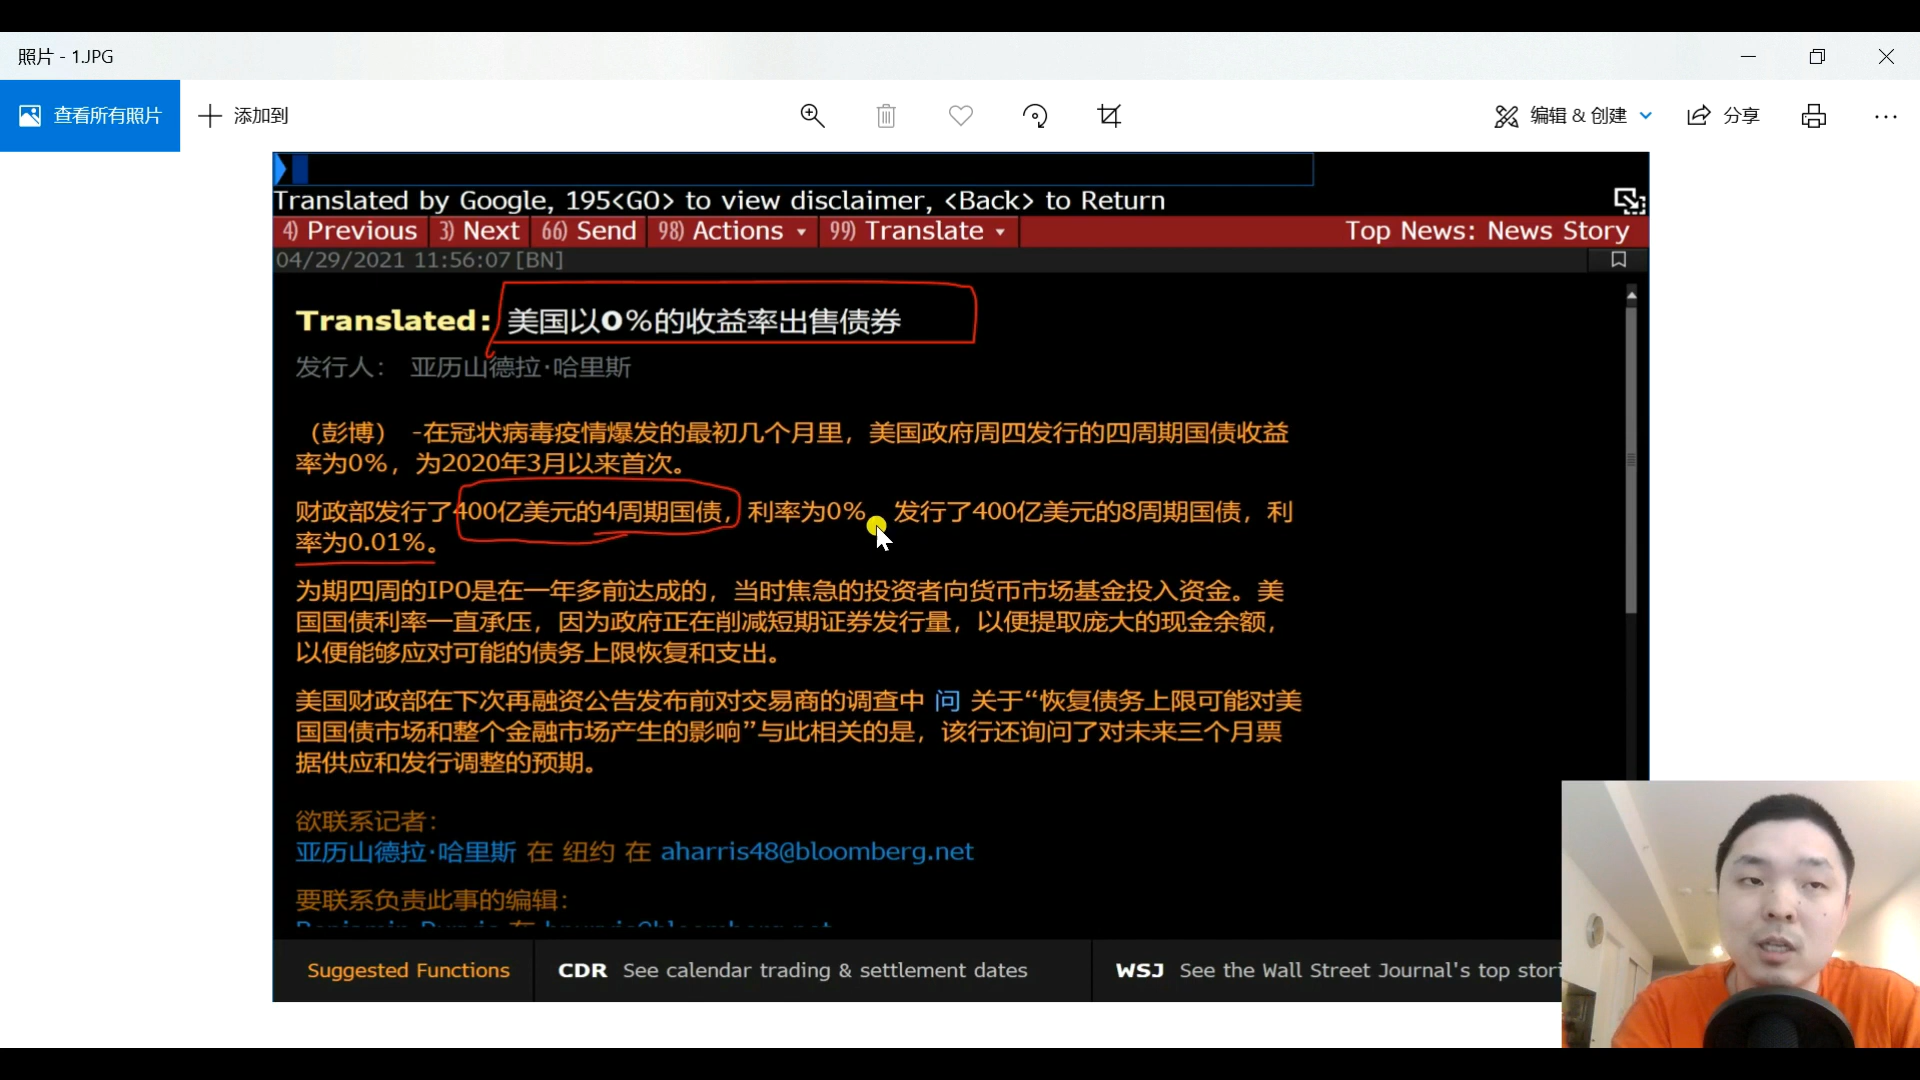 照片 - 1.JPG
查看所有照片
添加到
编辑 & 创建
分享
Translated by Google, 195<GO> to view disclaimer, <Back> to Return
4) Previous 3) Next 66) Send 98) Actions 99) Translate Top News: News Story
04/29/2021 11:56:07[BN]
Translated: 美国以0%的收益率出售债券
发行人： 亚历山德拉·哈里斯
（彭博） -在冠状病毒疫情爆发的最初几个月里，美国政府周四发行的四周期国债收益
率为0%，为2020年3月以来首次。
财政部发行了400亿美元的4周期国债，利率为0%， 发行了400亿美元的8周期国债，利
率为0.01%。
为期四周的IPO是在一年多前达成的，当时焦急的投资者向货币市场基金投入资金。美
国国债利率一直承压，因为政府正在削减短期证券发行量，以便提取庞大的现金余额，
以便能够应对可能的债务上限恢复和支出。
美国财政部在下次再融资公告发布前对交易商的调查中 问 关于“恢复债务上限可能对美
国国债市场和整个金融市场产生的影响”与此相关的是，该行还询问了对未来三个月票
据供应和发行调整的预期。
欲联系记者：
亚历山德拉·哈里斯 在 纽约 在 aharris48@bloomberg.net
要联系负责此事的编辑：
Suggested Functions CDR See calendar trading & settlement dates WSJ See the Wall Street Journal's top stori